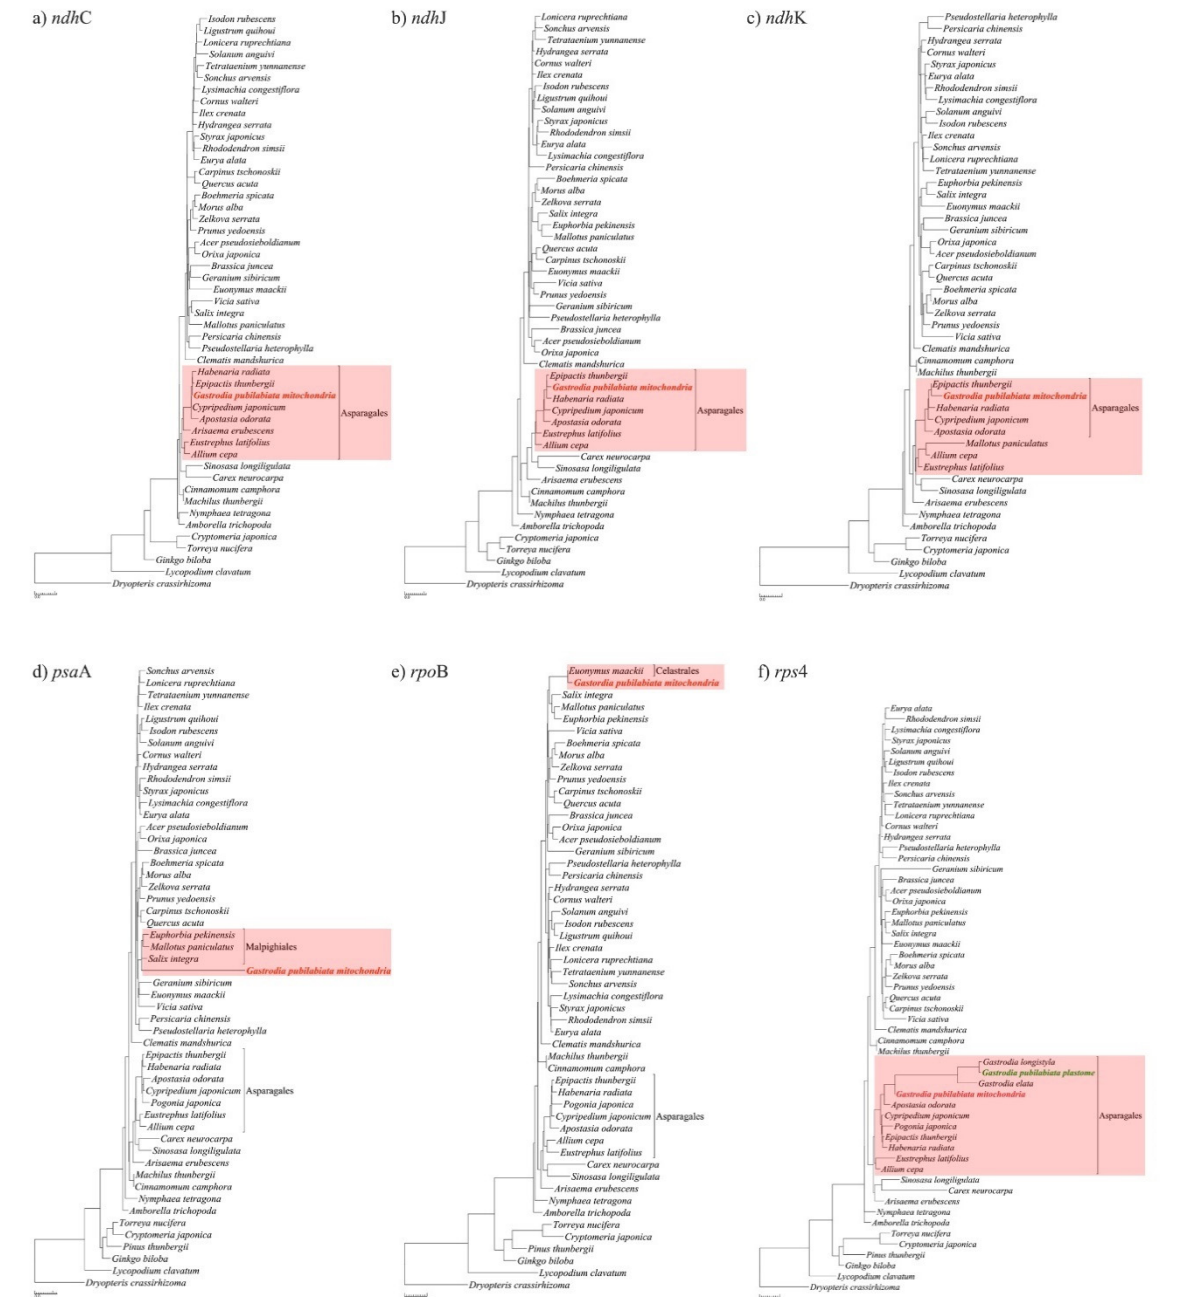 a) ndhC
Isodon rubescens
Ligustrum quihoui
Lonicera ruprechtiana
Solanum anguivi
Tetrataenium yunnanense
Sonchus arvensis
Lysimachia congestiflora
Cornus walteri
Ilex crenata
Hydrangea serrata
Styrax japonicus
Rhododendron simsii
Eurya alata
Carpinus tschonoskii
Quercus acuta
Boehmeria spicata
Morus alba
Zelkova serrata
Prunus yedoensis
Acer pseudosieboldianum
Orixa japonica
Brassica juncea
Geranium sibiricum
Euonymus maackii
Vicia sativa
Salix integra
Mallotus paniculatus
Persicaria chinensis
Pseudostellaria heterophylla
Clematis mandshurica
Habenaria radiata
Epipactis thunbergii
Gastrodia pubilabiata mitochondria
Cypripedium japonicum
Asparagales
Apostasia odorata
Arisaema erubescens
Eustrephus latifolius
Allium cepa
Sinosasa longiligulata
Carex neurocarpa
Cinnamomum camphora
Machilus thunbergii
Nymphaea tetragona
Amborella trichopoda
Cryptomeria japonica
Torreya nucifera
Ginkgo biloba
Lycopodium clavatum
Dryopteris crassirhizoma
b) ndhJ
Lonicera ruprechtiana
Sonchus arvensis
Tetrataenium yunnanense
Hydrangea serrata
Cornus walteri
Ilex crenata
Isodon rubescens
Ligustrum quihoui
Solanum anguivi
Styrax japonicus
Rhododendron simsii
Eurya alata
Lysimachia congestiflora
Persicaria chinensis
Boehmeria spicata
Morus alba
Zelkova serrata
Salix integra
Euphorbia pekinensis
Mallotus paniculatus
Quercus acuta
Carpinus tschonoskii
Euonymus maackii
Vicia sativa
Prunus yedoensis
Geranium sibiricum
Pseudostellaria heterophylla
Brassica juncea
Acer pseudosieboldianum
Orixa japonica
Clematis mandshurica
Epipactis thunbergii
Gastrodia pubilabiata mitochondria
Habenaria radiata
Cypripedium japonicum
Asparagales
Apostasia odorata
Eustrephus latifolius
Allium cepa
Carex neurocarpa
Sinosasa longiligulata
Arisaema erubescens
Cinnamomum camphora
Machilus thunbergii
Nymphaea tetragona
Amborella trichopoda
Cryptomeria japonica
Torreya nucifera
Ginkgo biloba
Lycopodium clavatum
Dryopteris crassirhizoma
c) ndhK
Pseudostellaria heterophylla
Persicaria chinensis
Hydrangea serrata
Cornus walteri
Styrax japonicus
Eurya alata
Rhododendron simsii
Lysimachia congestiflora
Solanum anguivi
Isodon rubescens
Ilex crenata
Sonchus arvensis
Lonicera ruprechtiana
Tetrataenium yunnanense
Euphorbia pekinensis
Salix integra
Euonymus maackii
Brassica juncea
Geranium sibiricum
Orixa japonica
Acer pseudosieboldianum
Carpinus tschonoskii
Quercus acuta
Boehmeria spicata
Morus alba
Zelkova serrata
Prunus yedoensis
Vicia sativa
Clematis mandshurica
Cinnamomum camphora
Machilus thunbergii
Epipactis thunbergii
Gastrodia pubilabiata mitochondria
Habenaria radiata
Asparagales
Cypripedium japonicum
Apostasia odorata
Mallotus paniculatus
Allium cepa
Eustrephus latifolius
Carex neurocarpa
Sinosasa longiligulata
Arisaema erubescens
Nymphaea tetragona
Amborella trichopoda
Torreya nucifera
Cryptomeria japonica
Ginkgo biloba
Lycopodium clavatum
Dryopteris crassirhizoma
d) psaA
Sonchus arvensis
Lonicera ruprechtiana
Tetrataenium yunnanense
Ilex crenata
Ligustrum quihoui
Isodon rubescens
Solanum anguivi
Cornus walteri
Hydrangea serrata
Rhododendron simsii
Styrax japonicus
Lysimachia congestiflora
Eurya alata
Acer pseudosieboldianum
Orixa japonica
Brassica juncea
Boehmeria spicata
Morus alba
Zelkova serrata
Prunus yedoensis
Carpinus tschonoskii
Quercus acuta
Euphorbia pekinensis
Mallotus paniculatus
Malpighiales
Salix integra
Gastrodia pubilabiata mitochondria
Geranium sibiricum
Euonymus maackii
Vicia sativa
Persicaria chinensis
Pseudostellaria heterophylla
Clematis mandshurica
Epipactis thunbergii
Habenaria radiata
Apostasia odorata
Cypripedium japonicum
Asparagales
Pogonia japonica
Eustrephus latifolius
Allium cepa
Carex neurocarpa
Sinosasa longiligulata
Arisaema erubescens
Machilus thunbergii
Cinnamomum camphora
Nymphaea tetragona
Amborella trichopoda
Torreya nucifera
Cryptomeria japonica
Pinus thunbergii
Ginkgo biloba
Lycopodium clavatum
Dryopteris crassirhizoma
e) rpoB
Euonymus maackii
Celastrales
Gastordia pubilabiata mitochondria
Salix integra
Mallotus paniculatus
Euphorbia pekinensis
Vicia sativa
Boehmeria spicata
Morus alba
Zelkova serrata
Prunus yedoensis
Carpinus tschonoskii
Quercus acuta
Brassica juncea
Orixa japonica
Acer pseudosieboldianum
Geranium sibiricum
Pseudostellaria heterophylla
Persicaria chinensis
Hydrangea serrata
Cornus walteri
Solanum anguivi
Isodon rubescens
Ligustrum quihoui
Ilex crenata
Lonicera ruprechtiana
Tetrataenium yunnanense
Sonchus arvensis
Lysimachia congestiflora
Styrax japonicus
Rhododendron simsii
Eurya alata
Clematis mandshurica
Machilus thunbergii
Cinnamomum camphora
Epipactis thunbergii
Habenaria radiata
Pogonia japonica
Cypripedium japonicum
Asparagales
Apostasia odorata
Allium cepa
Eustrephus latifolius
Carex neurocarpa
Sinosasa longiligulata
Arisaema erubescens
Nymphaea tetragona
Amborella trichopoda
Torreya nucifera
Cryptomeria japonica
Pinus thunbergii
Ginkgo biloba
Lycopodium clavatum
Dryopteris crassirhizoma
f) rps4
Eurya alata
Rhododendron simsii
Lysimachia congestiflora
Styrax japonicus
Solanum anguivi
Ligustrum quihoui
Isodon rubescens
Ilex crenata
Sonchus arvensis
Tetrataenium yunnanense
Lonicera ruprechtiana
Cornus walteri
Hydrangea serrata
Pseudostellaria heterophylla
Persicaria chinensis
Geranium sibiricum
Brassica juncea
Acer pseudosieboldianum
Orixa japonica
Euphorbia pekinensis
Mallotus paniculatus
Salix integra
Euonymus maackii
Boehmeria spicata
Morus alba
Zelkova serrata
Prunus yedoensis
Quercus acuta
Carpinus tschonoskii
Vicia sativa
Clematis mandshurica
Cinnamomum camphora
Machilus thunbergii
Gastrodia longistyla
Gastrodia pubilabiata plastome
Gastrodia elata
Gastrodia pubilabiata mitochondria
Apostasia odorata
Cypripedium japonicum
Asparagales
Pogonia japonica
Epipactis thunbergii
Habenaria radiata
Eustrephus latifolius
Allium cepa
Sinosasa longiligulata
Carex neurocarpa
Arisaema erubescens
Nymphaea tetragona
Amborella trichopoda
Torreya nucifera
Cryptomeria japonica
Pinus thunbergii
Ginkgo biloba
Lycopodium clavatum
Dryopteris crassirhizoma